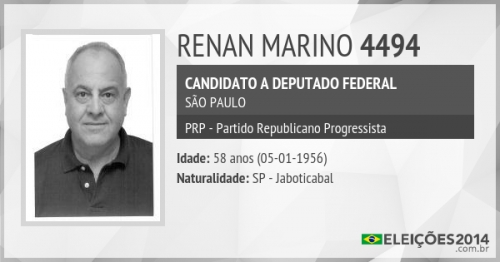 RENAN MARINO 4494
CANDIDATO A DEPUTADO FEDERAL
SÃO PAULO
PRP - Partido Republicano Progressista
Idade: 58 anos (05-01-1956)
Naturalidade: SP - Jaboticabal
ELEIÇÕES2014
.com.br